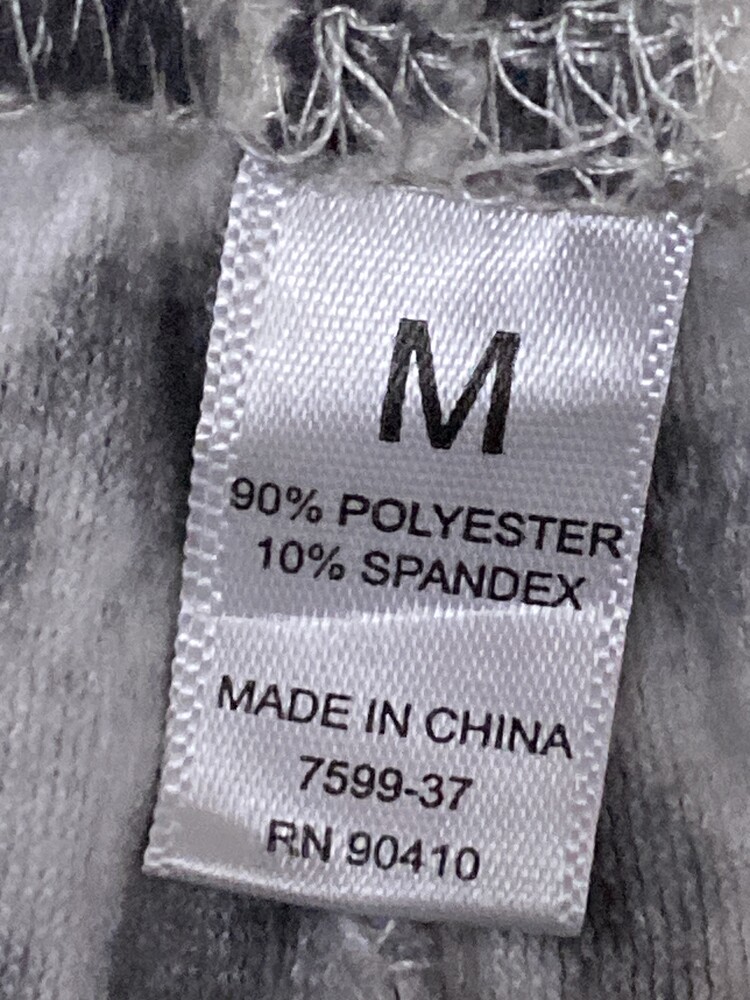 M
90% POLYESTER
10% SPANDEX
MADE IN CHINA
7599-37
RN 90410